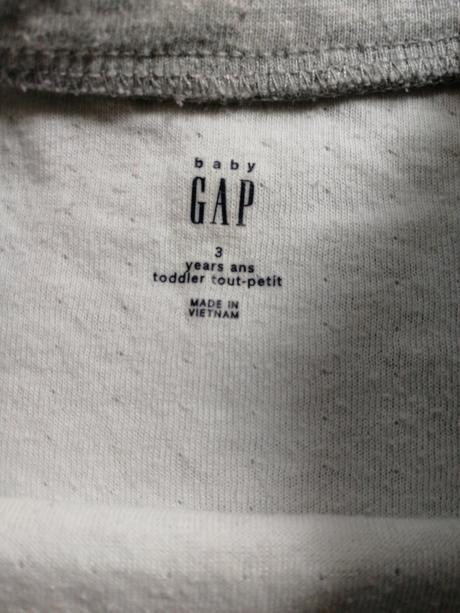 baby
GAP
3
years ans
toddler tout-petit
MADE IN
VIETNAM